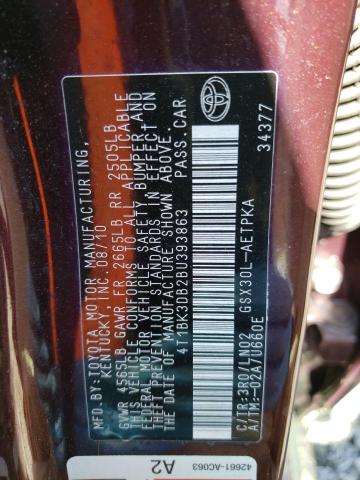 MFD. BY: TOYOTA MOTOR MANUFACTURING,
KENTUCKY, INC. 08/10
GVWR 4565LB GAWR FR 2665LB RR 2505LB
THIS VEHICLE CONFORMS TO ALL APPLICABLE
FEDERAL MOTOR VEHICLE SAFETY, BUMPER AND
THEFT PREVENTION STANDARDS IN EFFECT ON
THE DATE OF MANUFACTURE SHOWN ABOVE.
4T1BK3DB2BU393863 PASS.CAR
C/TR:3R0/LN02 GSX30L-AETPKA
A/TM:-02A/U660E 34377
42661-AC063
A2